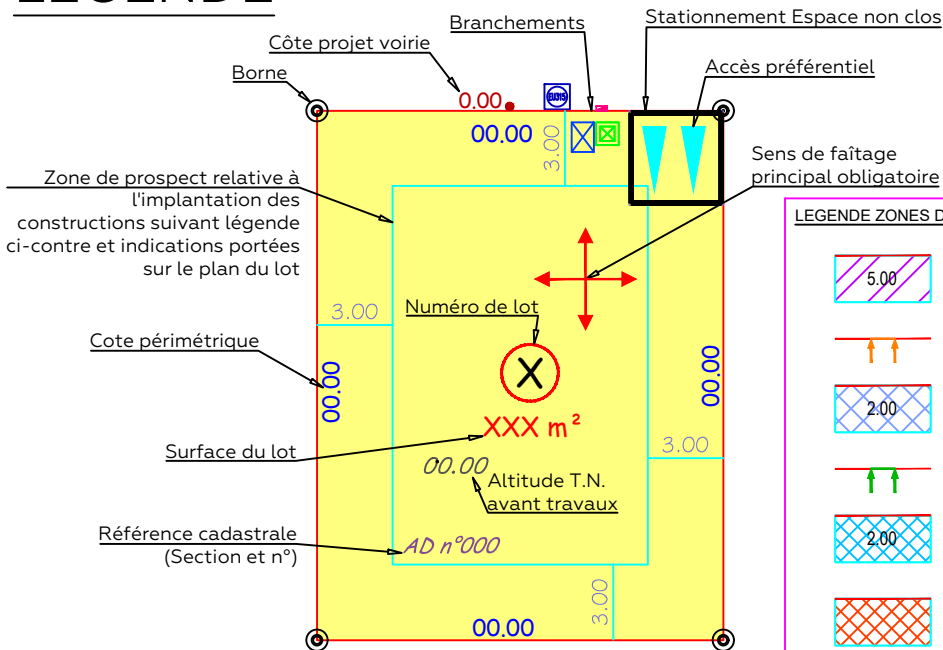 LEGENDE
Branchements
Stationnement Espace non clos
Côte projet voirie
Accès préférentiel
Borne
0.00
EU315
00.00
3.00
Sens de faîtage
principal obligatoire
Zone de prospect relative à
l'implantation des
constructions suivant légende
ci-contre et indications portées
sur le plan du lot
LEGENDE ZONES D
5.00
3.00
Numéro de lot
Cote périmétrique
00.00
00.00
X
2.00
XXX m²
Surface du lot
3.00
00.00
Altitude T.N.
avant travaux
Référence cadastrale
(Section et n°)
AD n°000
2.00
3.00
00.00